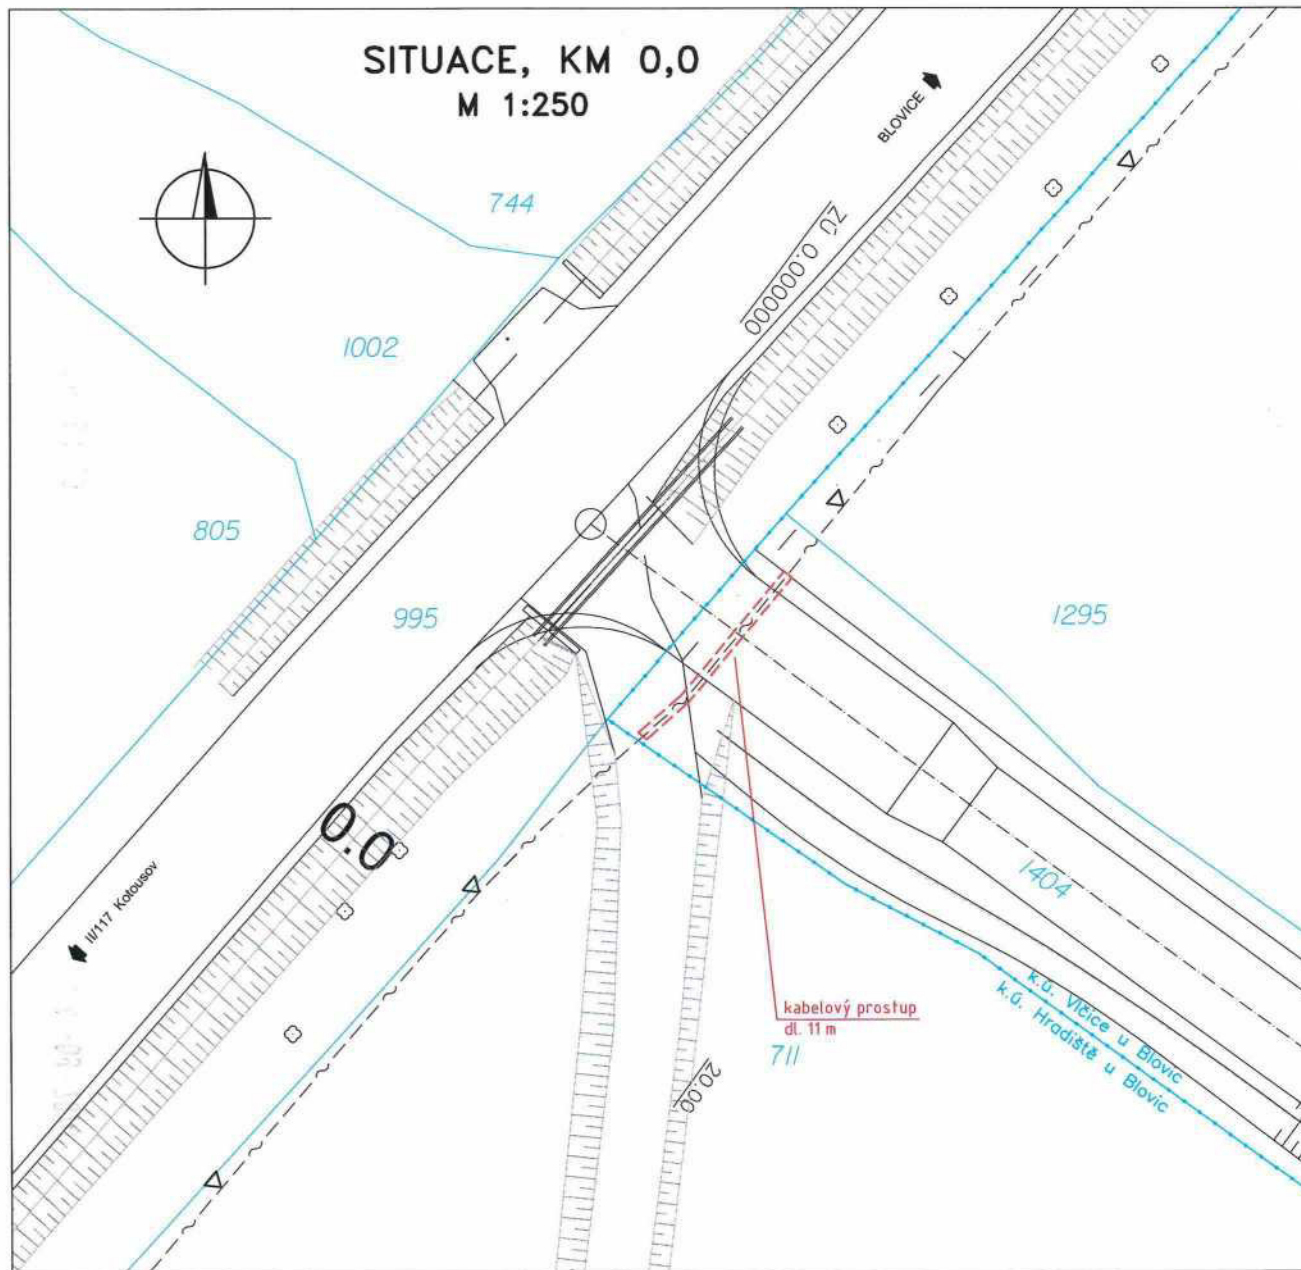 SITUACE, KM 0,0
M 1:250
BLOVICE
744
ZÚ 0.000000
1002
805
995
1295
0.0
II/117 Kotousov
1404
k.ú. Vlčice u Blovic
k.ú. Hradiště u Blovic
kabelový prostup
dl. 11 m
711
20.00